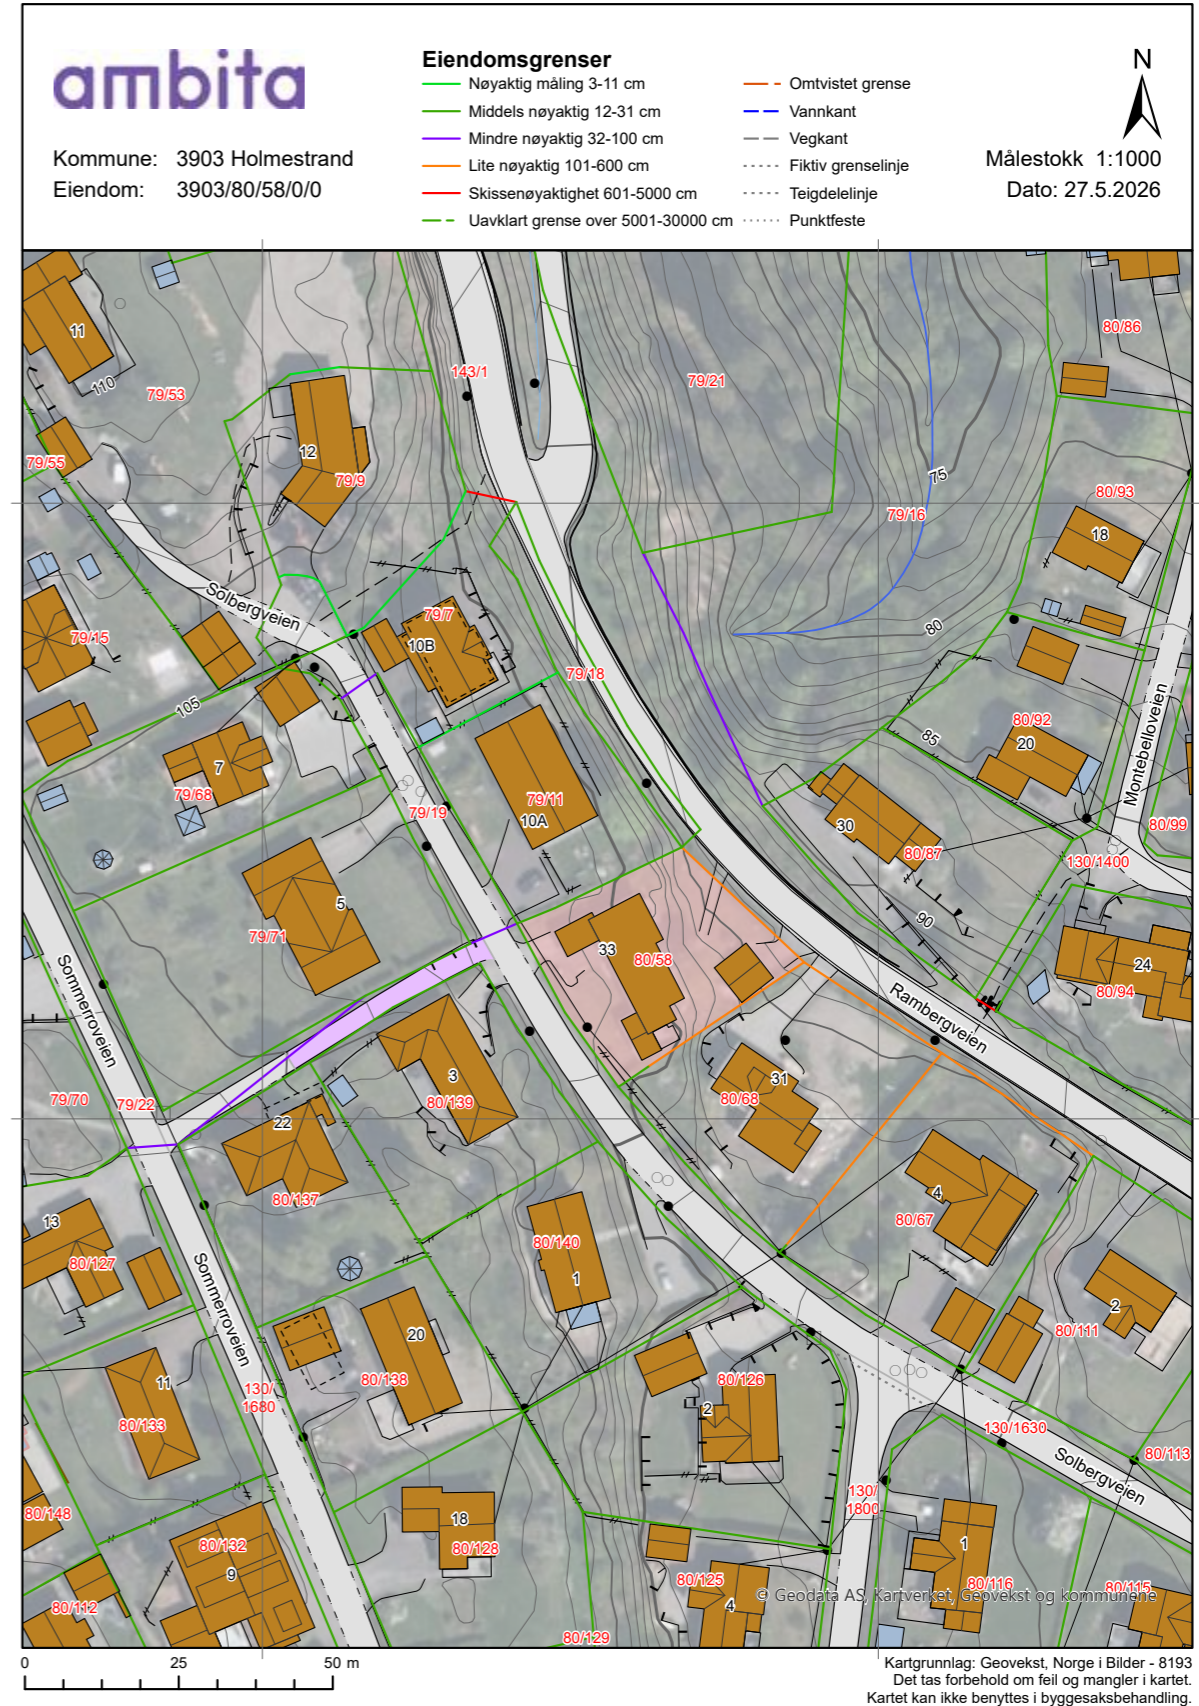 ambita
Kommune: 3903 Holmestrand
Eiendom: 3903/80/58/0/0
Eiendomsgrenser
Nøyaktig måling 3-11 cm
Middels nøyaktig 12-31 cm
Mindre nøyaktig 32-100 cm
Lite nøyaktig 101-600 cm
Skissenøyaktighet 601-5000 cm
Uavklart grense over 5001-30000 cm
Omtvistet grense
Vannkant
Vegkant
Fiktiv grenselinje
Teigdelelinje
Punktfeste
N
Målestokk 1:1000
Dato: 27.5.2026
11
110
79/53
143/1
79/21
80/86
79/55
12
79/9
75
79/16
80/93
18
Solbergveien
79/15
79/7
10B
80
79/18
105
7
79/68
79/19
79/11
10A
85
80/92
20
Montebelloveien
30
80/87
80/99
130/1400
5
79/71
33
80/58
90
24
80/94
Sommerroveien
Rambergveien
79/70
79/22
3
80/139
31
80/68
22
80/137
4
80/67
13
80/127
80/140
1
2
80/111
Sommerroveien
20
80/138
11
80/133
130/
1680
80/126
2
130/1630
Solbergveien
80/113
80/148
80/132
9
18
80/128
130/
1800
1
80/116
80/115
80/112
80/125
4
80/129
© Geodata AS, Kartverket, Geovekst og kommunene
0 25 50 m
Kartgrunnlag: Geovekst, Norge i Bilder - 8193
Det tas forbehold om feil og mangler i kartet.
Kartet kan ikke benyttes i byggesaksbehandling.